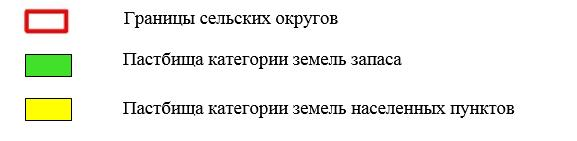 Границы сельских округов
Пастбища категории земель запаса
Пастбища категории земель населенных пунктов